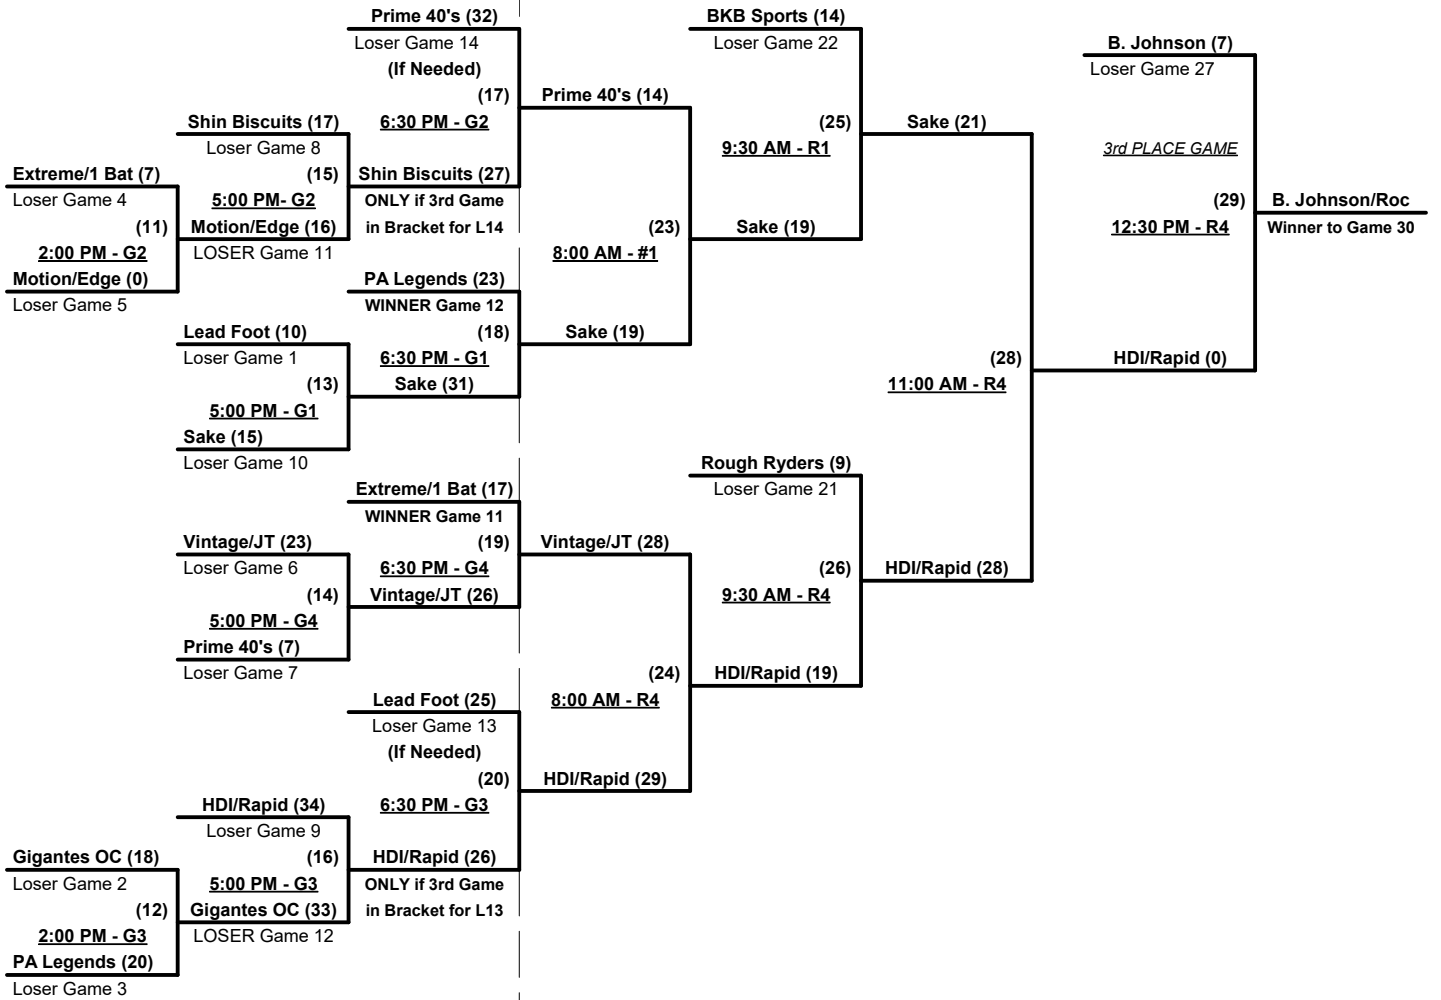 Prime 40's (32)
Loser Game 14
(If Needed)
(17)
6:30 PM - G2
Shin Biscuits (17)
Loser Game 8
(15)
5:00 PM- G2
Shin Biscuits (27)
ONLY if 3rd Game
in Bracket for L14
Extreme/1 Bat (7)
Loser Game 4
(11)
2:00 PM - G2
Motion/Edge (16)
LOSER Game 11
Motion/Edge (0)
Loser Game 5
PA Legends (23)
WINNER Game 12
(18)
6:30 PM - G1
Sake (31)
Lead Foot (10)
Loser Game 1
(13)
5:00 PM - G1
Sake (15)
Loser Game 10
Extreme/1 Bat (17)
WINNER Game 11
(19)
6:30 PM - G4
Vintage/JT (26)
Vintage/JT (23)
Loser Game 6
(14)
5:00 PM - G4
Prime 40's (7)
Loser Game 7
Lead Foot (25)
Loser Game 13
(If Needed)
(20)
6:30 PM - G3
HDI/Rapid (34)
Loser Game 9
(16)
5:00 PM - G3
HDI/Rapid (26)
ONLY if 3rd Game
in Bracket for L13
Gigantes OC (18)
Loser Game 2
(12)
2:00 PM - G3
Gigantes OC (33)
LOSER Game 12
PA Legends (20)
Loser Game 3
Prime 40's (14)
(23)
8:00 AM - #1
Sake (19)
Vintage/JT (28)
(24)
8:00 AM - R4
HDI/Rapid (29)
BKB Sports (14)
Loser Game 22
(25)
9:30 AM - R1
Sake (19)
Rough Ryders (9)
Loser Game 21
(26)
9:30 AM - R4
HDI/Rapid (19)
Sake (21)
(28)
11:00 AM - R4
HDI/Rapid (28)
B. Johnson (7)
Loser Game 27
3rd PLACE GAME
(29)
12:30 PM - R4
HDI/Rapid (0)
B. Johnson/Roc
Winner to Game 30